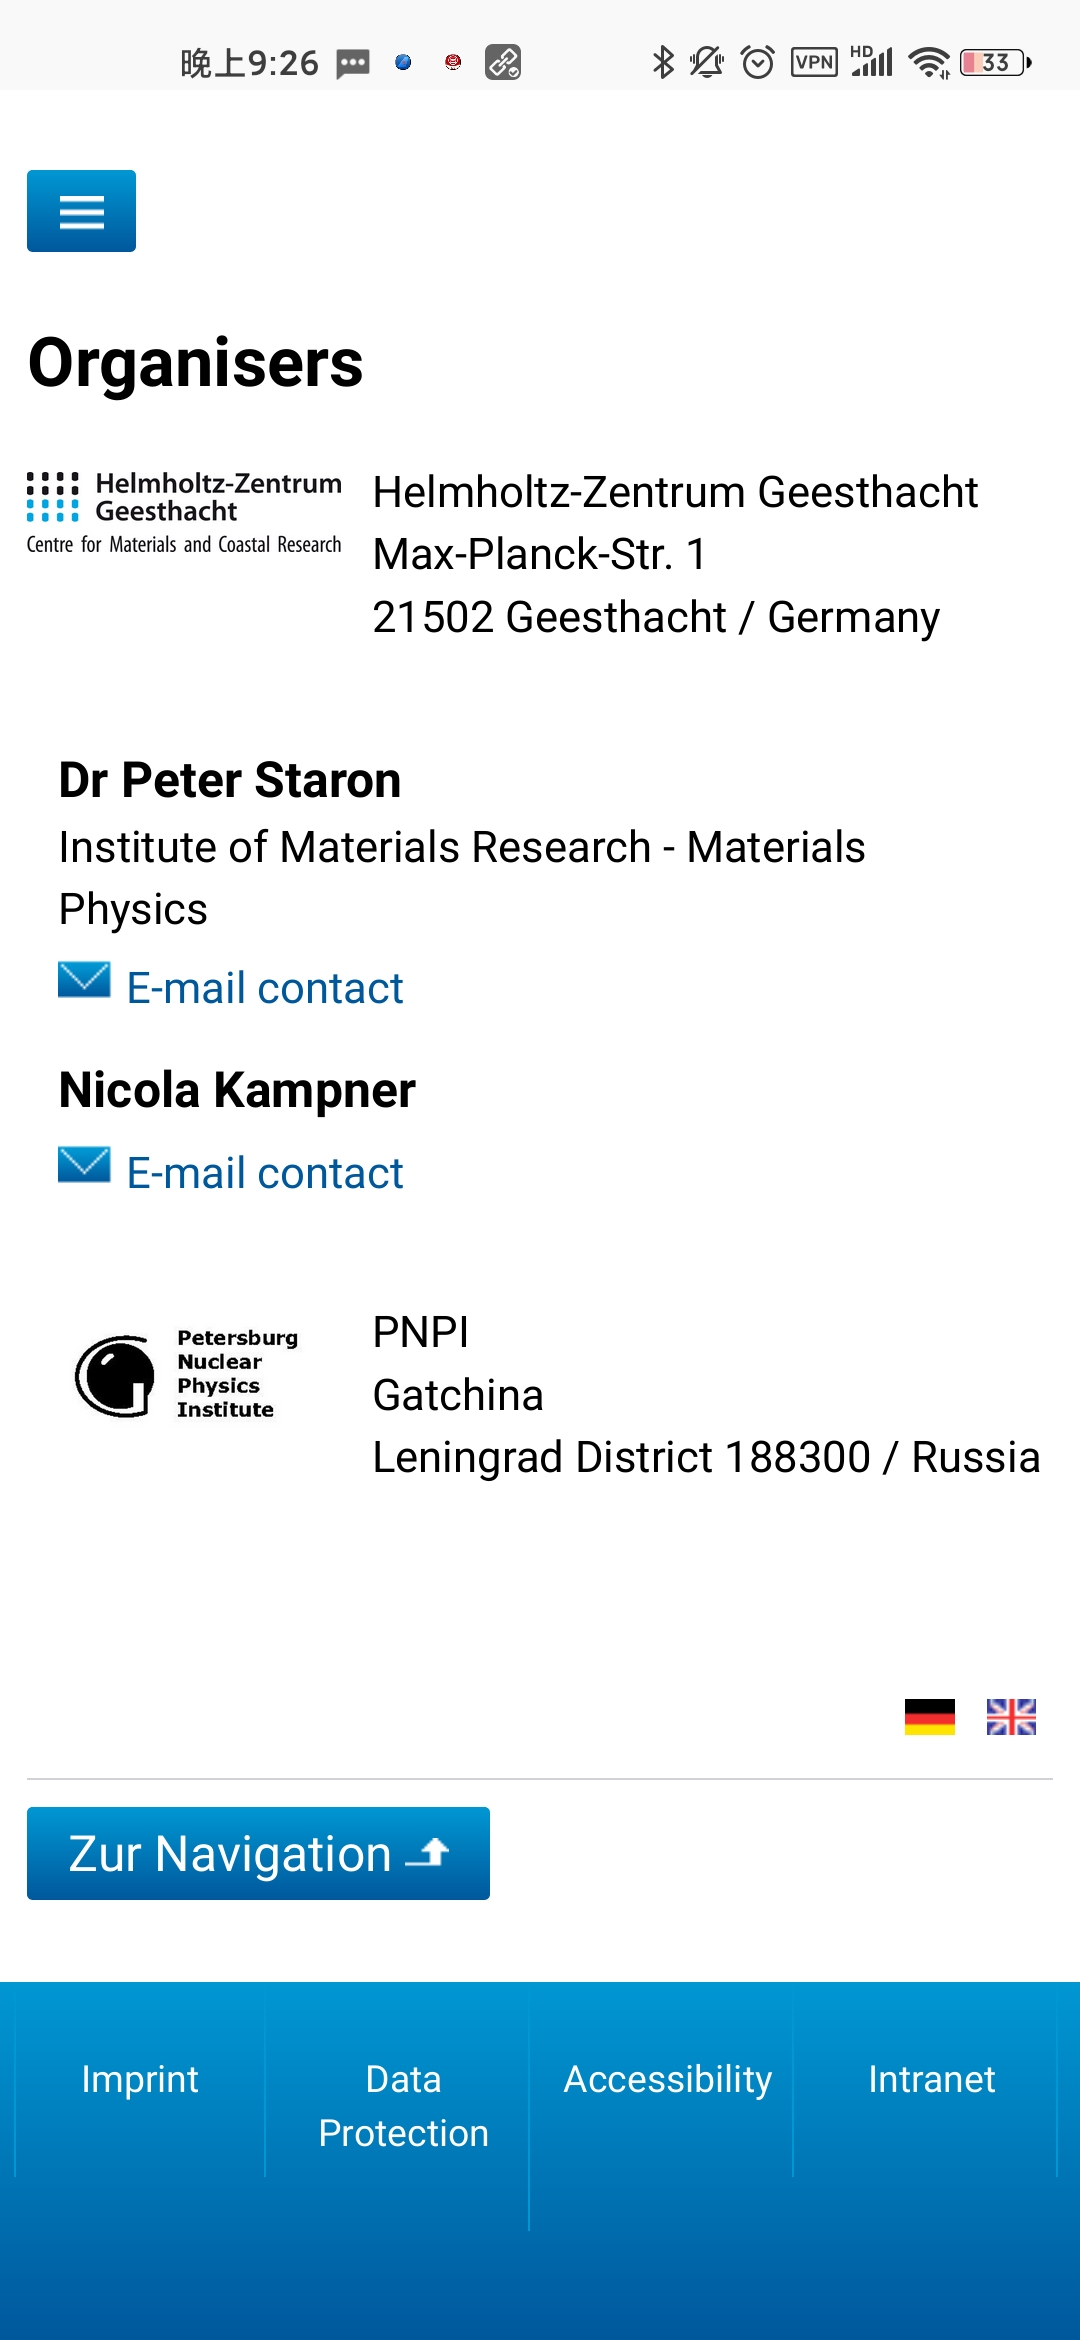 晚上9:26
VPN
HD
33
Organisers
Helmholtz-Zentrum
Geesthacht
Centre for Materials and Coastal Research
Helmholtz-Zentrum Geesthacht
Max-Planck-Str. 1
21502 Geesthacht / Germany
Dr Peter Staron
Institute of Materials Research - Materials
Physics
E-mail contact
Nicola Kampner
E-mail contact
Petersburg
Nuclear
Physics
Institute
PNPI
Gatchina
Leningrad District 188300 / Russia
Zur Navigation
Imprint
Data
Protection
Accessibility
Intranet